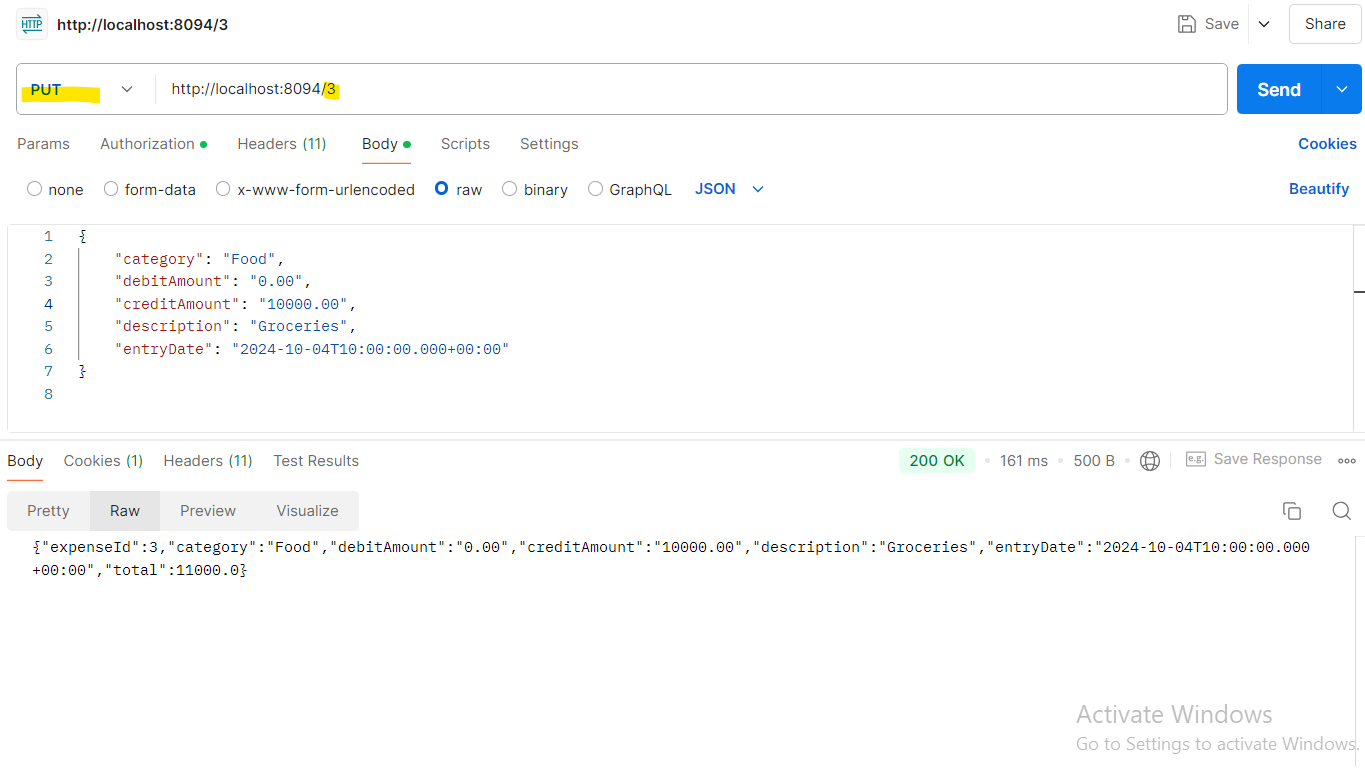 HTTP http://localhost:8094/3 Save Share
PUT http://localhost:8094/3 Send
Params Authorization Headers (11) Body Scripts Settings Cookies
none form-data x-www-form-urlencoded raw binary GraphQL JSON Beautify
1 {
2 "category": "Food",
3 "debitAmount": "0.00",
4 "creditAmount": "10000.00",
5 "description": "Groceries",
6 "entryDate": "2024-10-04T10:00:00.000+00:00"
7 }
8
Body Cookies (1) Headers (11) Test Results 200 OK 161 ms 500 B e.g. Save Response
Pretty Raw Preview Visualize
{"expenseId":3,"category":"Food","debitAmount":"0.00","creditAmount":"10000.00","description":"Groceries","entryDate":"2024-10-04T10:00:00.000
+00:00","total":11000.0}
Activate Windows
Go to Settings to activate Windows.